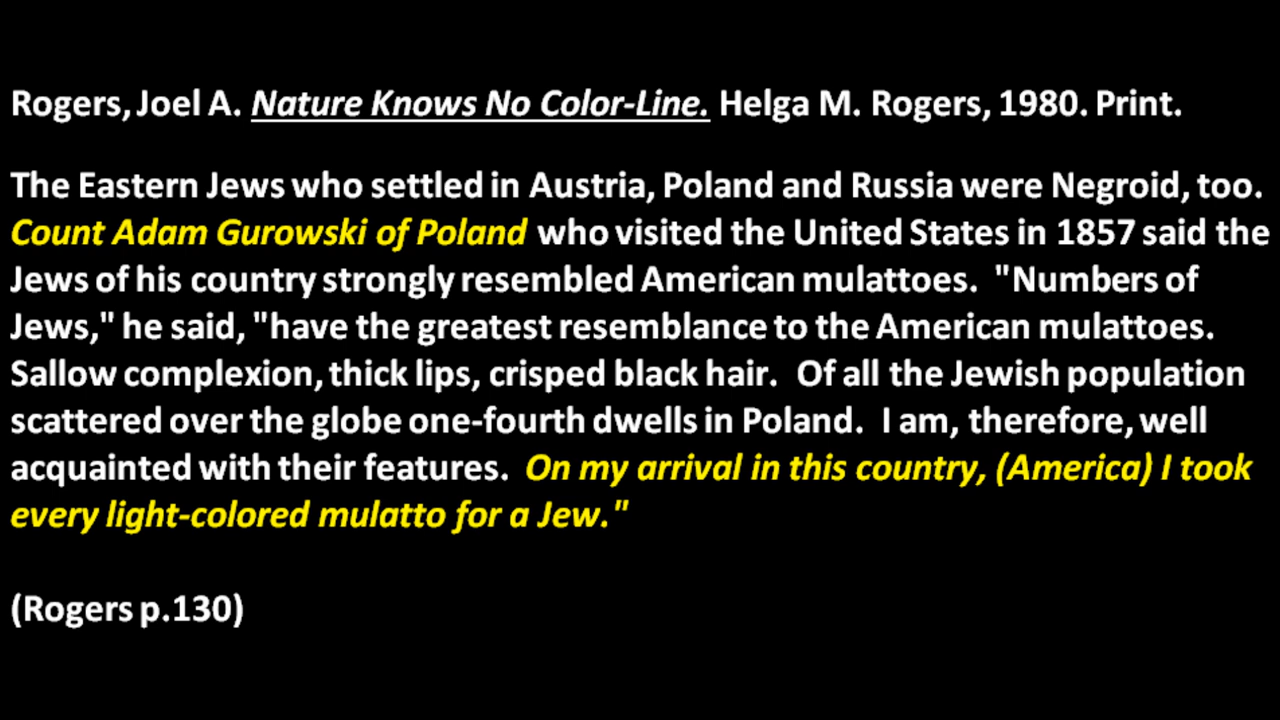 Rogers, Joel A. Nature Knows No Color-Line. Helga M. Rogers, 1980. Print.
The Eastern Jews who settled in Austria, Poland and Russia were Negroid, too.
Count Adam Gurowski of Poland who visited the United States in 1857 said the
Jews of his country strongly resembled American mulattoes. "Numbers of
Jews," he said, "have the greatest resemblance to the American mulattoes.
Sallow complexion, thick lips, crisped black hair. Of all the Jewish population
scattered over the globe one-fourth dwells in Poland. I am, therefore, well
acquainted with their features. On my arrival in this country, (America) I took
every light-colored mulatto for a Jew."
(Rogers p.130)